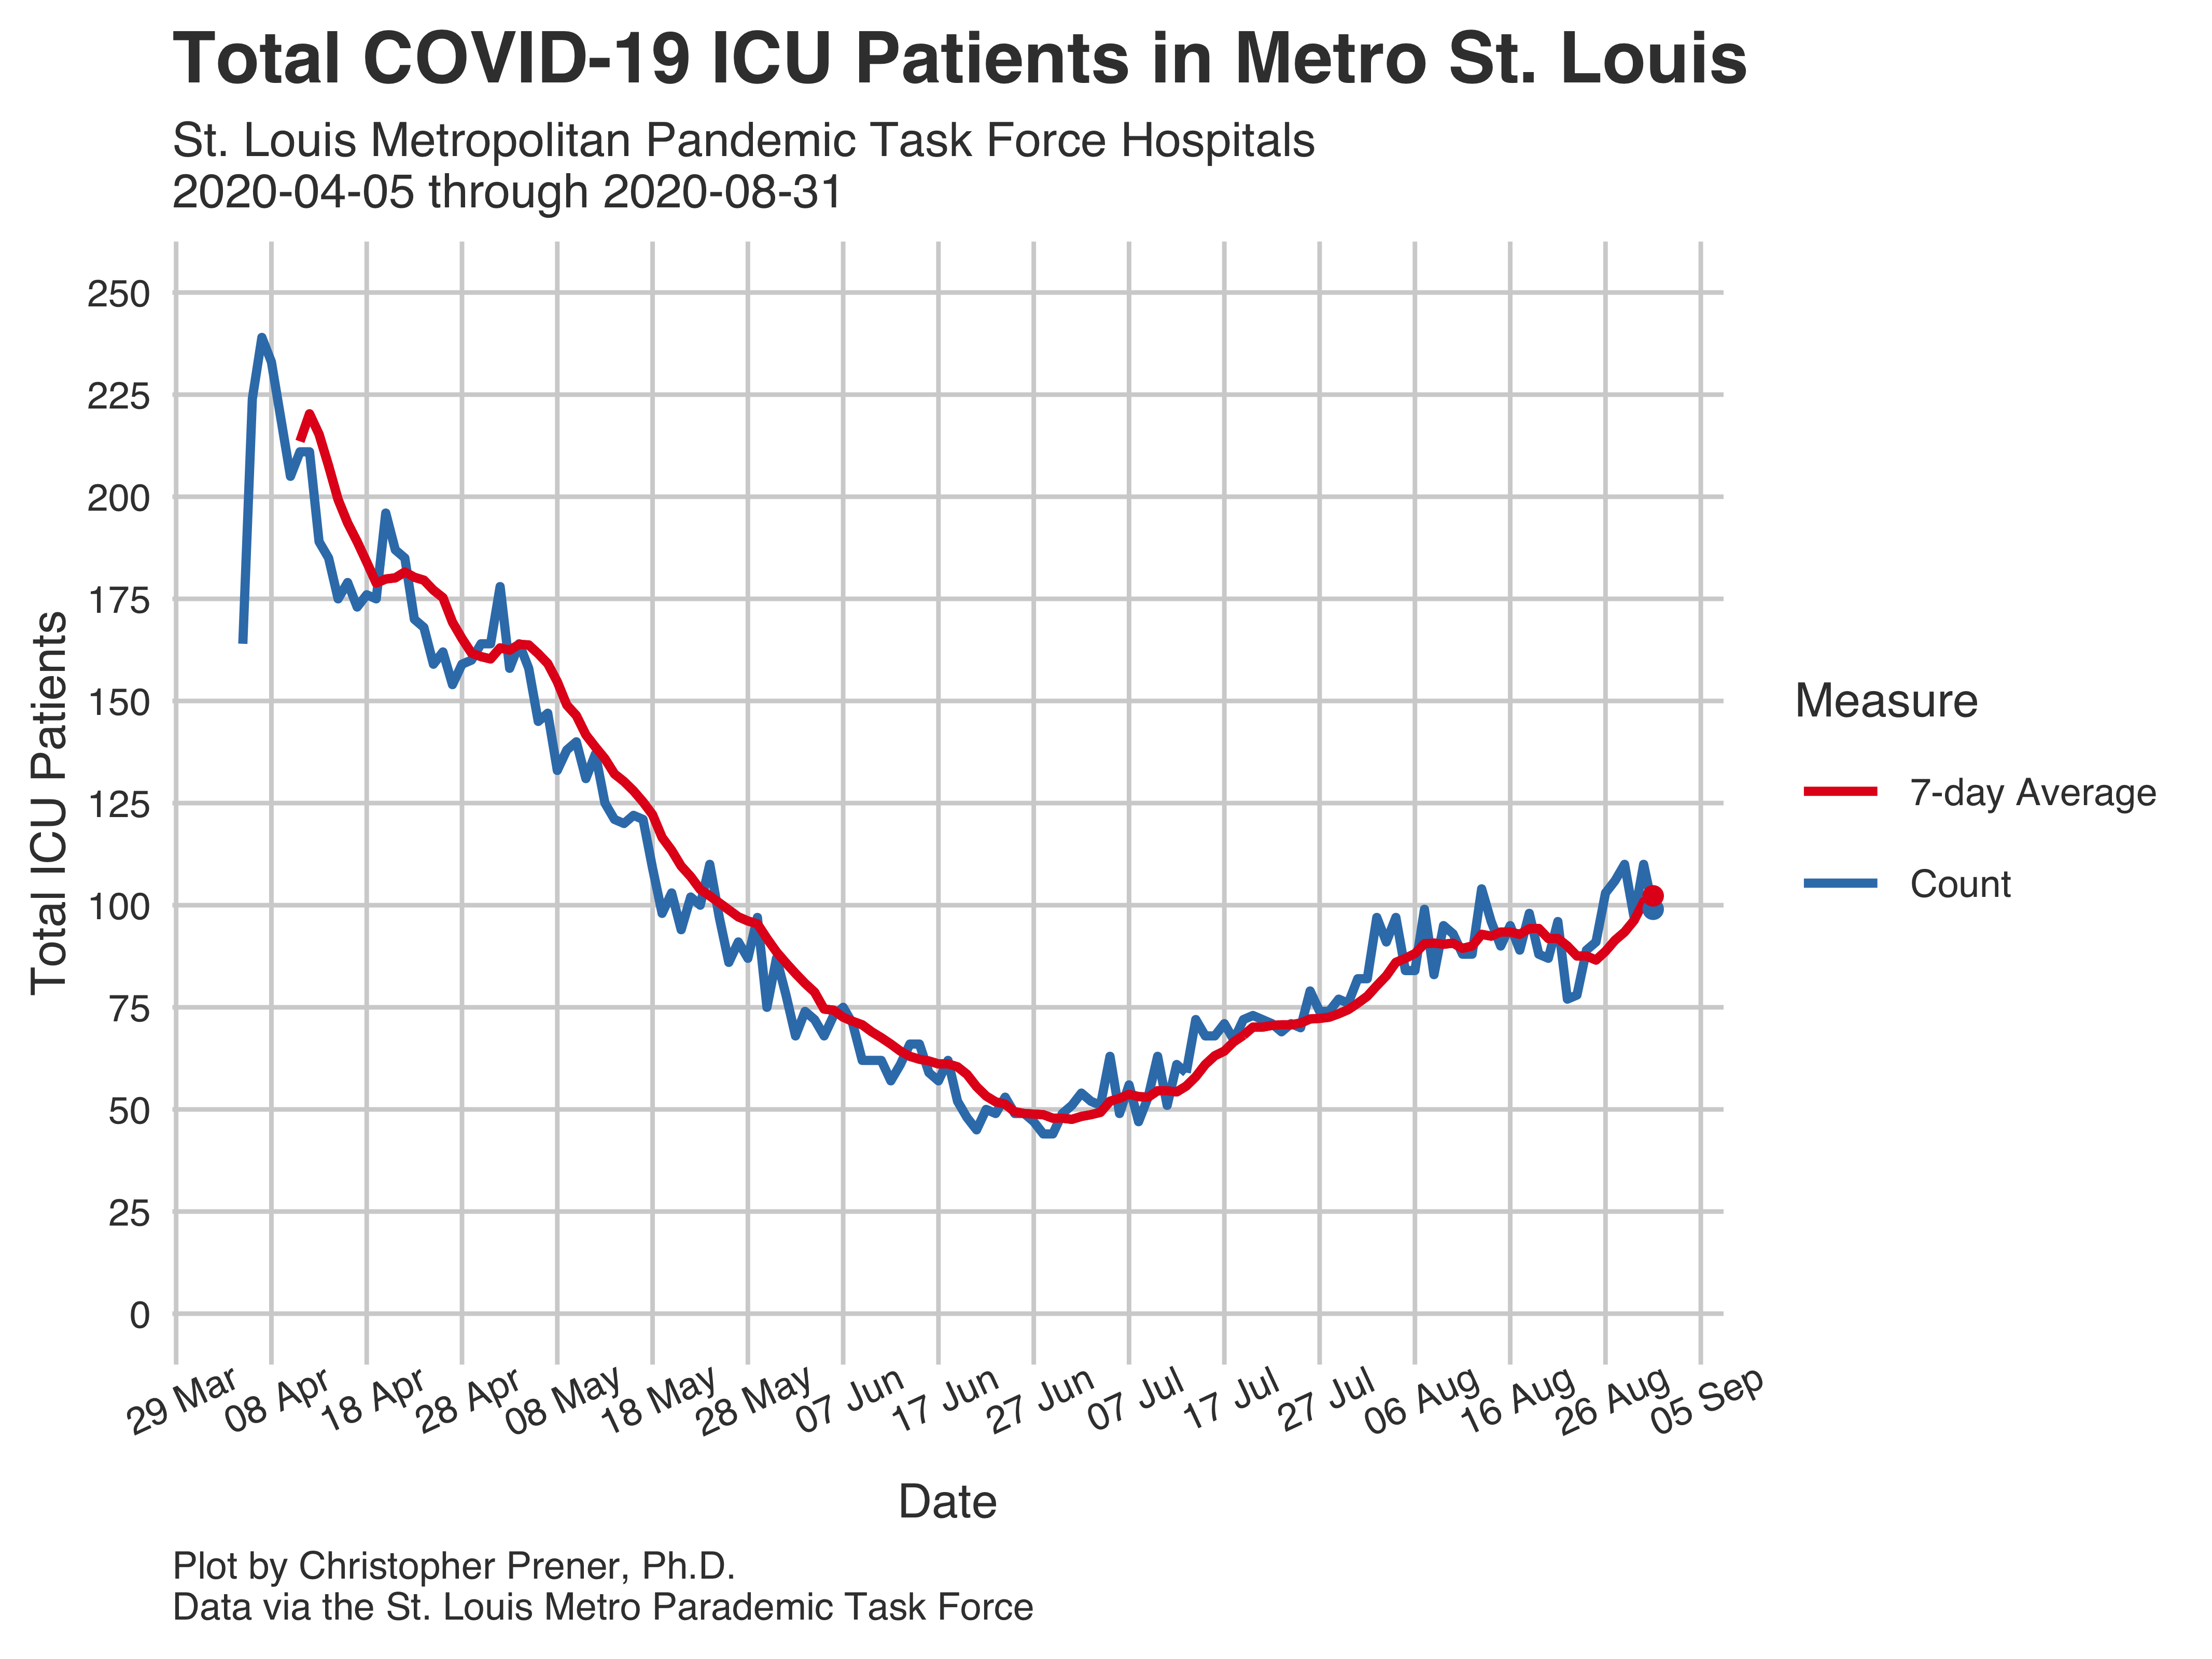 Total COVID-19 ICU Patients in Metro St. Louis
St. Louis Metropolitan Pandemic Task Force Hospitals
2020-04-05 through 2020-08-31
Total ICU Patients
250
225
200
175
150
125
100
75
50
25
0
29 Mar
08 Apr
18 Apr
28 Apr
08 May
18 May
28 May
07 Jun
17 Jun
27 Jun
07 Jul
17 Jul
27 Jul
06 Aug
16 Aug
26 Aug
05 Sep
Date
Measure
7-day Average
Count
Plot by Christopher Prener, Ph.D.
Data via the St. Louis Metro Parademic Task Force